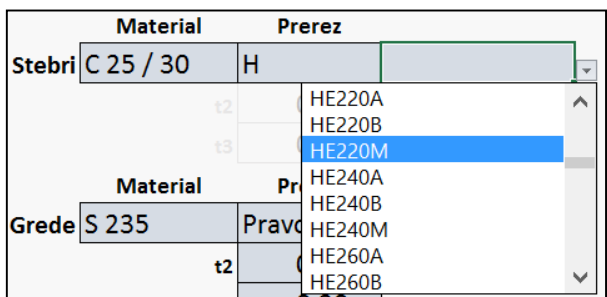 Material Prerez
Stebri C 25 / 30 H
t2 HE220A
HE220B
t3 HE220M
HE240A
Material HE240B
Grede S 235 HE240M
t2 HE260A
HE260B